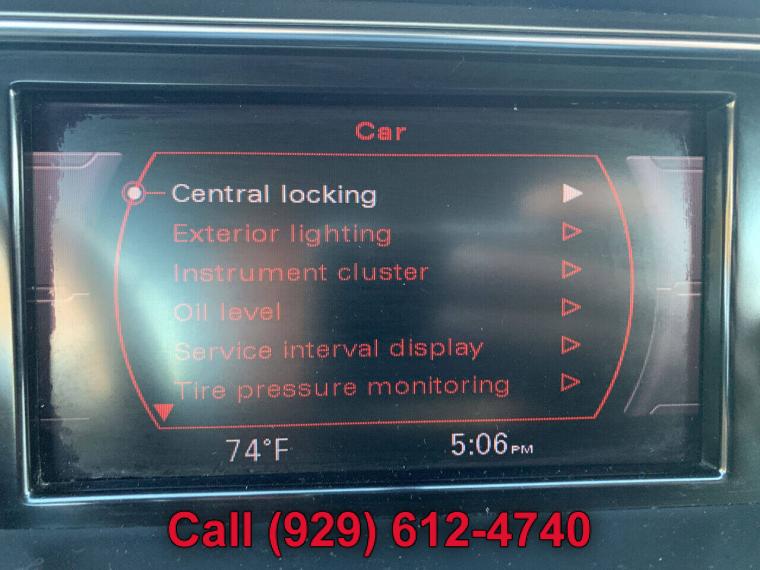 Car
Central locking
Exterior lighting
Instrument cluster
Oil level
Service interval display
Tire pressure monitoring
74°F 5:06PM
Call (929) 612-4740